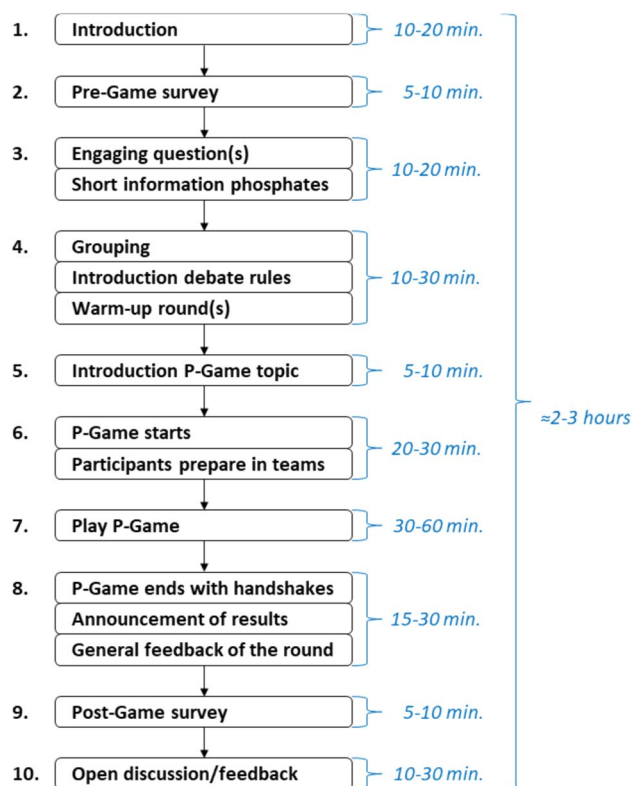 1. Introduction 10-20 min.
2. Pre-Game survey 5-10 min.
3. Engaging question(s)
Short information phosphates
10-20 min.
4. Grouping
Introduction debate rules
Warm-up round(s)
10-30 min.
5. Introduction P-Game topic 5-10 min.
6. P-Game starts
Participants prepare in teams
20-30 min.
7. Play P-Game 30-60 min.
8. P-Game ends with handshakes
Announcement of results
General feedback of the round
15-30 min.
9. Post-Game survey 5-10 min.
10. Open discussion/feedback 10-30 min.
≈2-3 hours